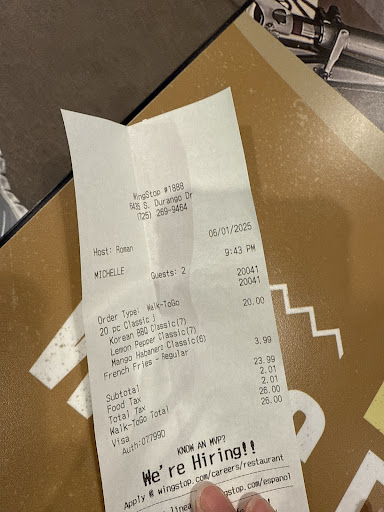 WingStop #1888
6435 S. Durango Dr
(725) 269-9464
Host: Roman 06/01/2025
MICHELLE 9:43 PM
Guests: 2 20041
20041
Order Type: Walk-ToGo
20 pc Classic j 20.00
Korean BBQ Classic(7)
Lemon Pepper Classic(7)
Mango Habanero Classic(6)
French Fries - Regular 3.99
Subtotal 23.99
Food Tax 2.01
Total Tax 2.01
Walk-ToGo Total 26.00
Visa 26.00
Auth:077990
KNOW AN MVP?
We're Hiring!!
Apply @ wingstop.com/careers/restaurant
wingstop.com/espanol